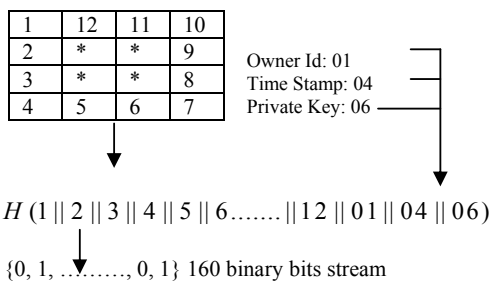 1 12 11 10
2 * * 9
3 * * 8
4 5 6 7
Owner Id: 01
Time Stamp: 04
Private Key: 06
H (1 || 2 || 3 || 4 || 5 || 6....... || 12 || 01 || 04 || 06)
{0, 1, ………, 0, 1} 160 binary bits stream